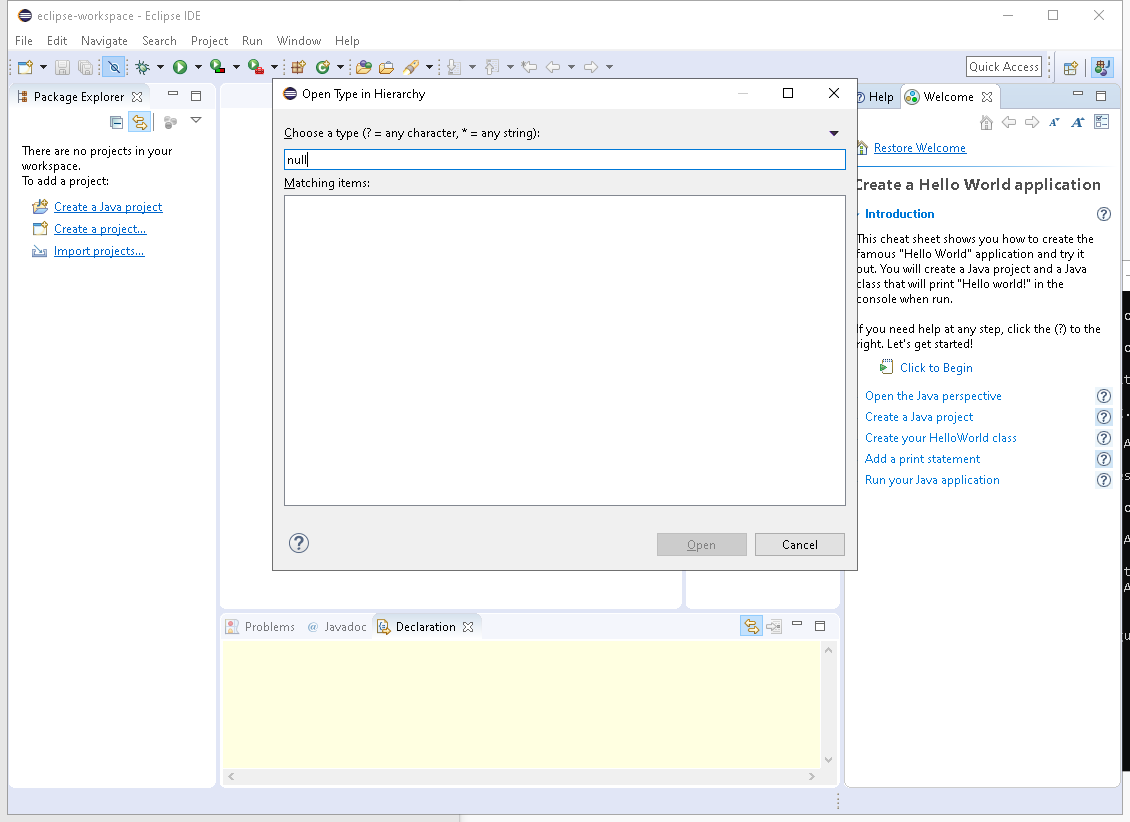 eclipse-workspace - Eclipse IDE
File Edit Navigate Search Project Run Window Help
Quick Access
Package Explorer
There are no projects in your
workspace.
To add a project:
Create a Java project
Create a project...
Import projects...
Open Type in Hierarchy
Choose a type (? = any character, * = any string):
null
Matching items:
Open
Cancel
Help
Welcome
Restore Welcome
Create a Hello World application
Introduction
This cheat sheet shows you how to create the
famous "Hello World" application and try it
out. You will create a Java project and a Java
class that will print "Hello world!" in the
console when run.
If you need help at any step, click the (?) to the
right. Let's get started!
Click to Begin
Open the Java perspective
Create a Java project
Create your HelloWorld class
Add a print statement
Run your Java application
Problems
@ Javadoc
Declaration